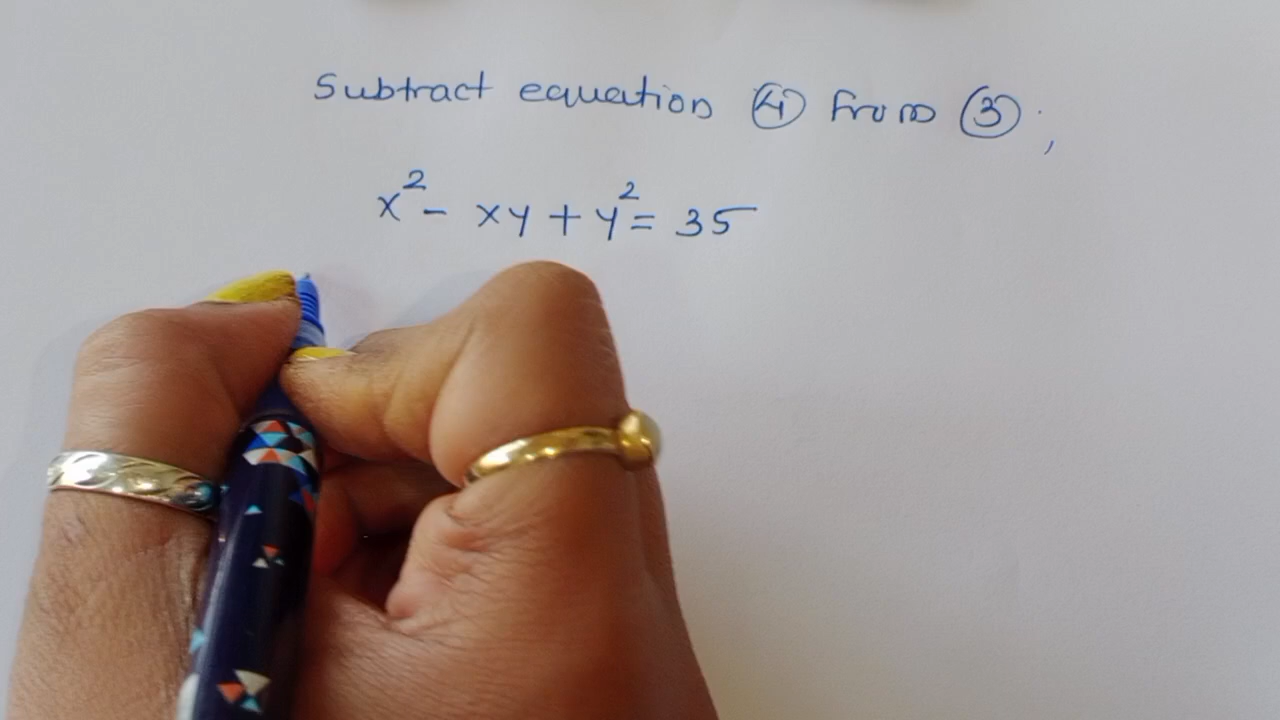 Subtract equation ④ from ③,
x² - xy + y² = 35